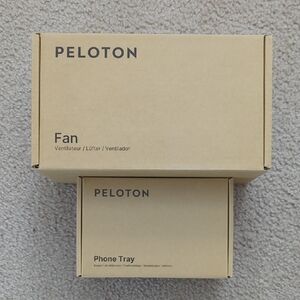 PELOTON
Fan
Ventilateur / Lüfter / Ventilador
PELOTON
Phone Tray